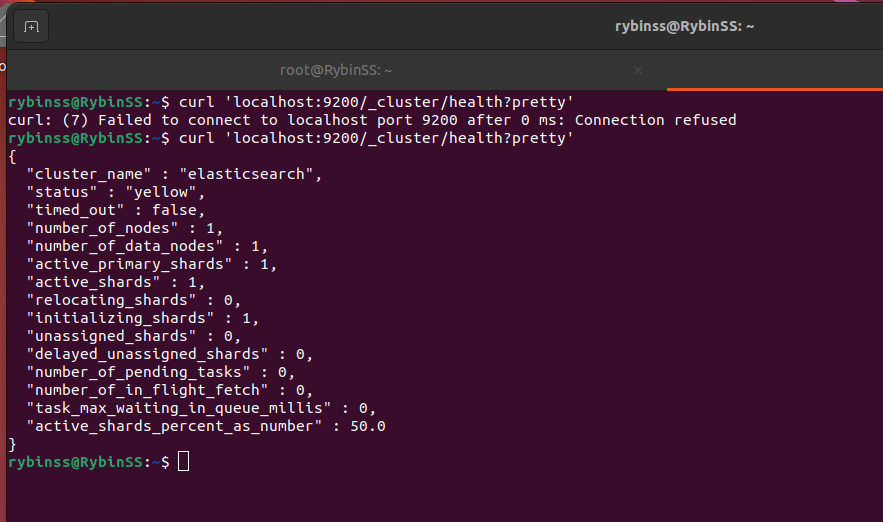 rybinss@RybinSS: ~
root@RybinSS: ~
rybinss@RybinSS:~$ curl 'localhost:9200/_cluster/health?pretty'
curl: (7) Failed to connect to localhost port 9200 after 0 ms: Connection refused
rybinss@RybinSS:~$ curl 'localhost:9200/_cluster/health?pretty'
{
  "cluster_name" : "elasticsearch",
  "status" : "yellow",
  "timed_out" : false,
  "number_of_nodes" : 1,
  "number_of_data_nodes" : 1,
  "active_primary_shards" : 1,
  "active_shards" : 1,
  "relocating_shards" : 0,
  "initializing_shards" : 1,
  "unassigned_shards" : 0,
  "delayed_unassigned_shards" : 0,
  "number_of_pending_tasks" : 0,
  "number_of_in_flight_fetch" : 0,
  "task_max_waiting_in_queue_millis" : 0,
  "active_shards_percent_as_number" : 50.0
}
rybinss@RybinSS:~$